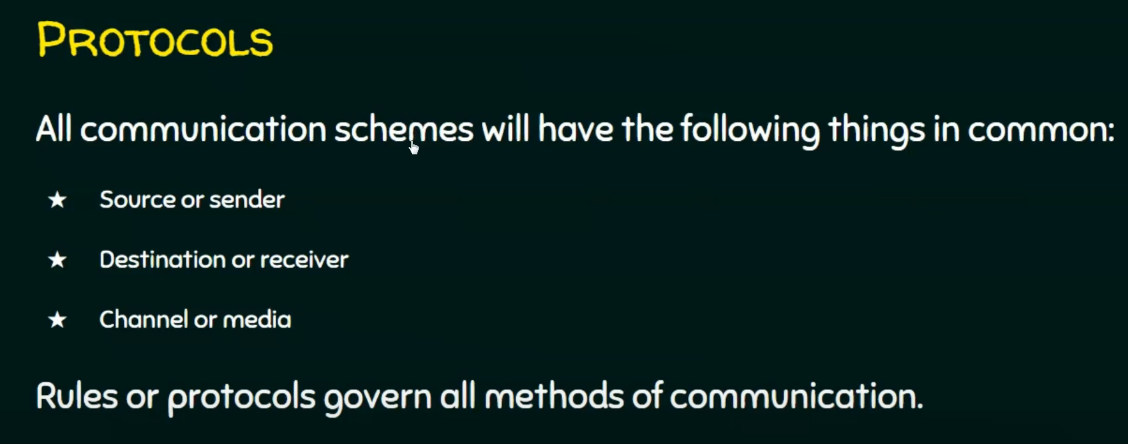 Protocols
All communication schemes will have the following things in common:
★ Source or sender
★ Destination or receiver
★ Channel or media
Rules or protocols govern all methods of communication.